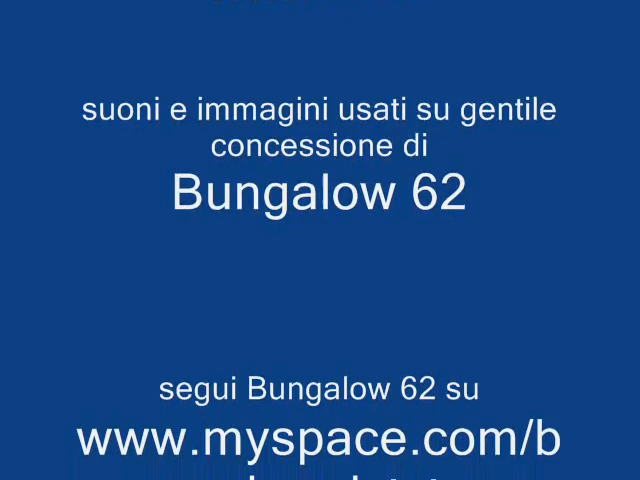 suoni e immagini usati su gentile
concessione di
Bungalow 62
segui Bungalow 62 su
www.myspace.com/b